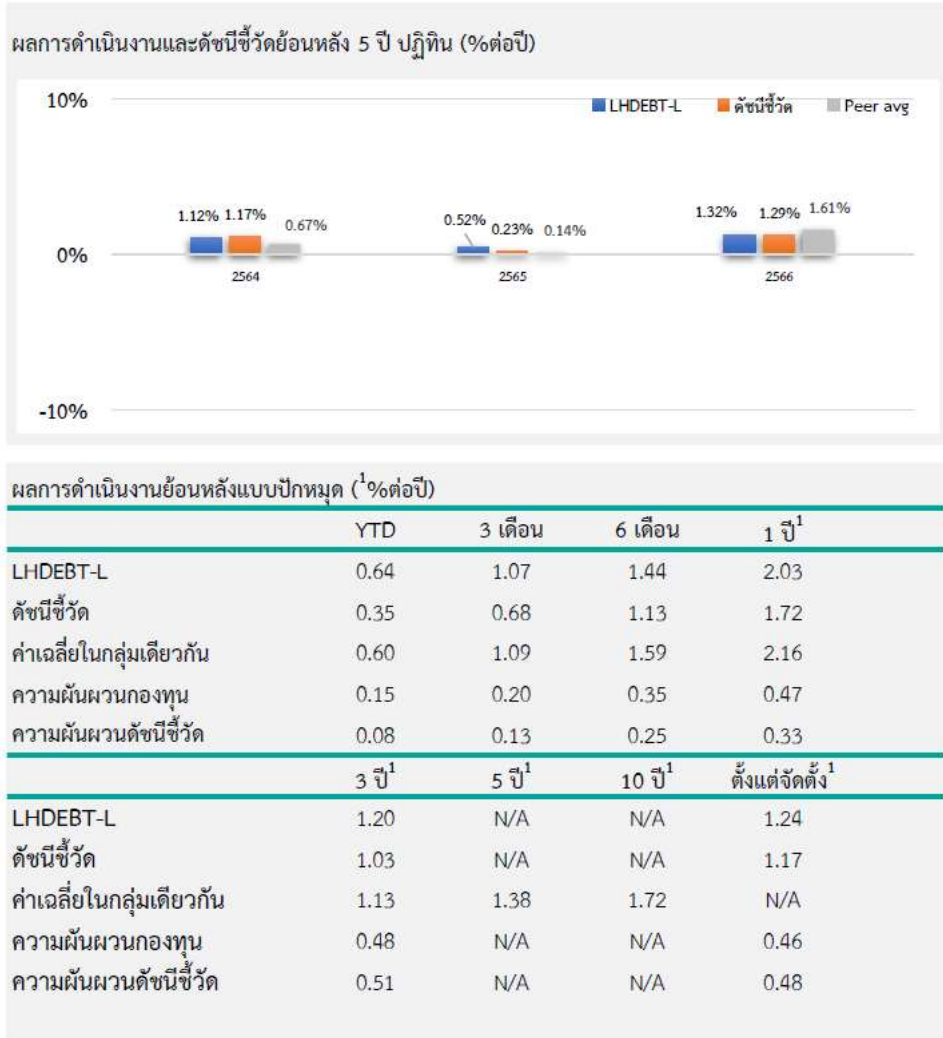 ผลการดำเนินงานและดัชนีชี้วัดย้อนหลัง 5 ปี ปฏิทิน (%ต่อปี)
10%
LHDEBT-L ดัชนีชี้วัด Peer avg
1.12% 1.17% 0.67% 0.52% 0.23% 0.14% 1.32% 1.29% 1.61%
0%
2564 2565 2566
-10%
ผลการดำเนินงานย้อนหลังแบบปักหมุด (¹%ต่อปี)
YTD 3 เดือน 6 เดือน 1 ปี¹
LHDEBT-L 0.64 1.07 1.44 2.03
ดัชนีชี้วัด 0.35 0.68 1.13 1.72
ค่าเฉลี่ยในกลุ่มเดียวกัน 0.60 1.09 1.59 2.16
ความผันผวนกองทุน 0.15 0.20 0.35 0.47
ความผันผวนดัชนีชี้วัด 0.08 0.13 0.25 0.33
3 ปี¹ 5 ปี¹ 10 ปี¹ ตั้งแต่จัดตั้ง¹
LHDEBT-L 1.20 N/A N/A 1.24
ดัชนีชี้วัด 1.03 N/A N/A 1.17
ค่าเฉลี่ยในกลุ่มเดียวกัน 1.13 1.38 1.72 N/A
ความผันผวนกองทุน 0.48 N/A N/A 0.46
ความผันผวนดัชนีชี้วัด 0.51 N/A N/A 0.48